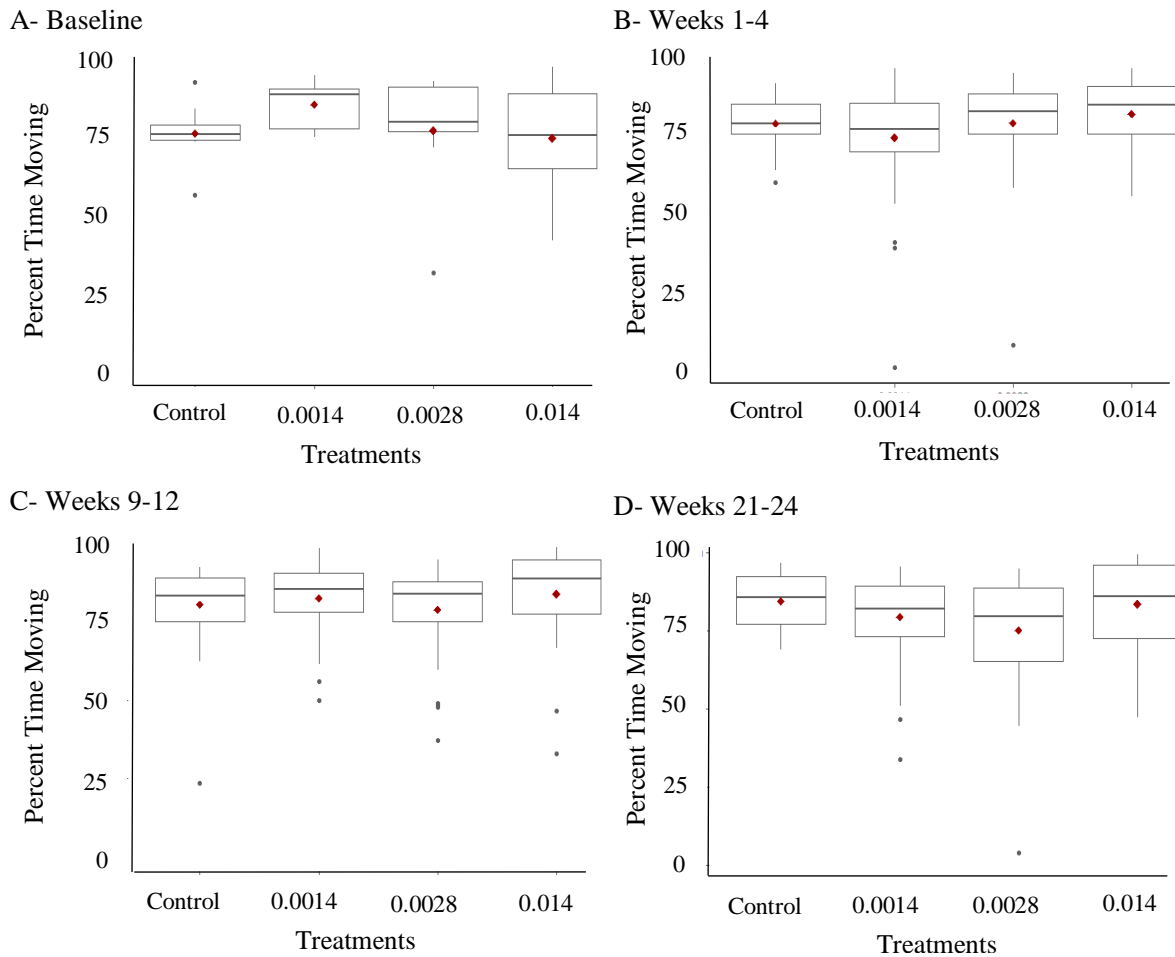 A- Baseline
Percent Time Moving
100
75
50
25
0
Control 0.0014 0.0028 0.014
Treatments
B- Weeks 1-4
Percent Time Moving
100
75
50
25
0
Control 0.0014 0.0028 0.014
Treatments
C- Weeks 9-12
Percent Time Moving
100
75
50
25
0
Control 0.0014 0.0028 0.014
Treatments
D- Weeks 21-24
Percent Time Moving
100
75
50
25
0
Control 0.0014 0.0028 0.014
Treatments